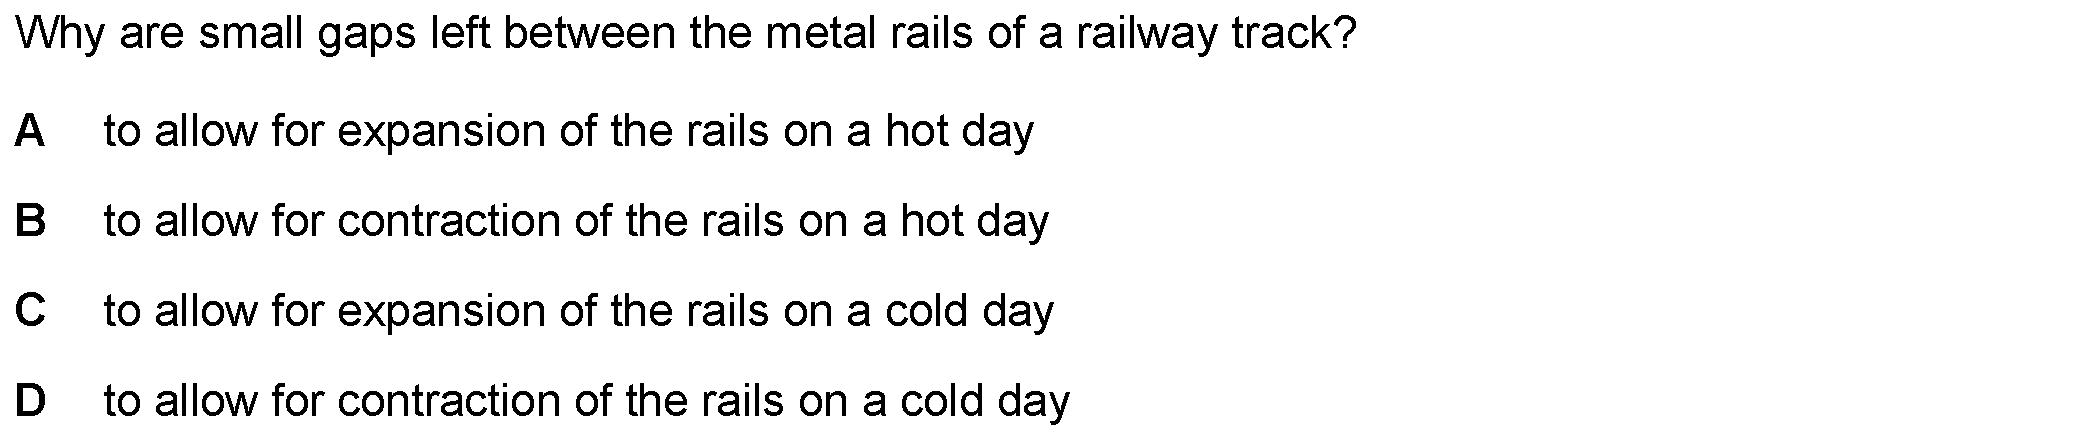 Why are small gaps left between the metal rails of a railway track?
A to allow for expansion of the rails on a hot day
B to allow for contraction of the rails on a hot day
C to allow for expansion of the rails on a cold day
D to allow for contraction of the rails on a cold day